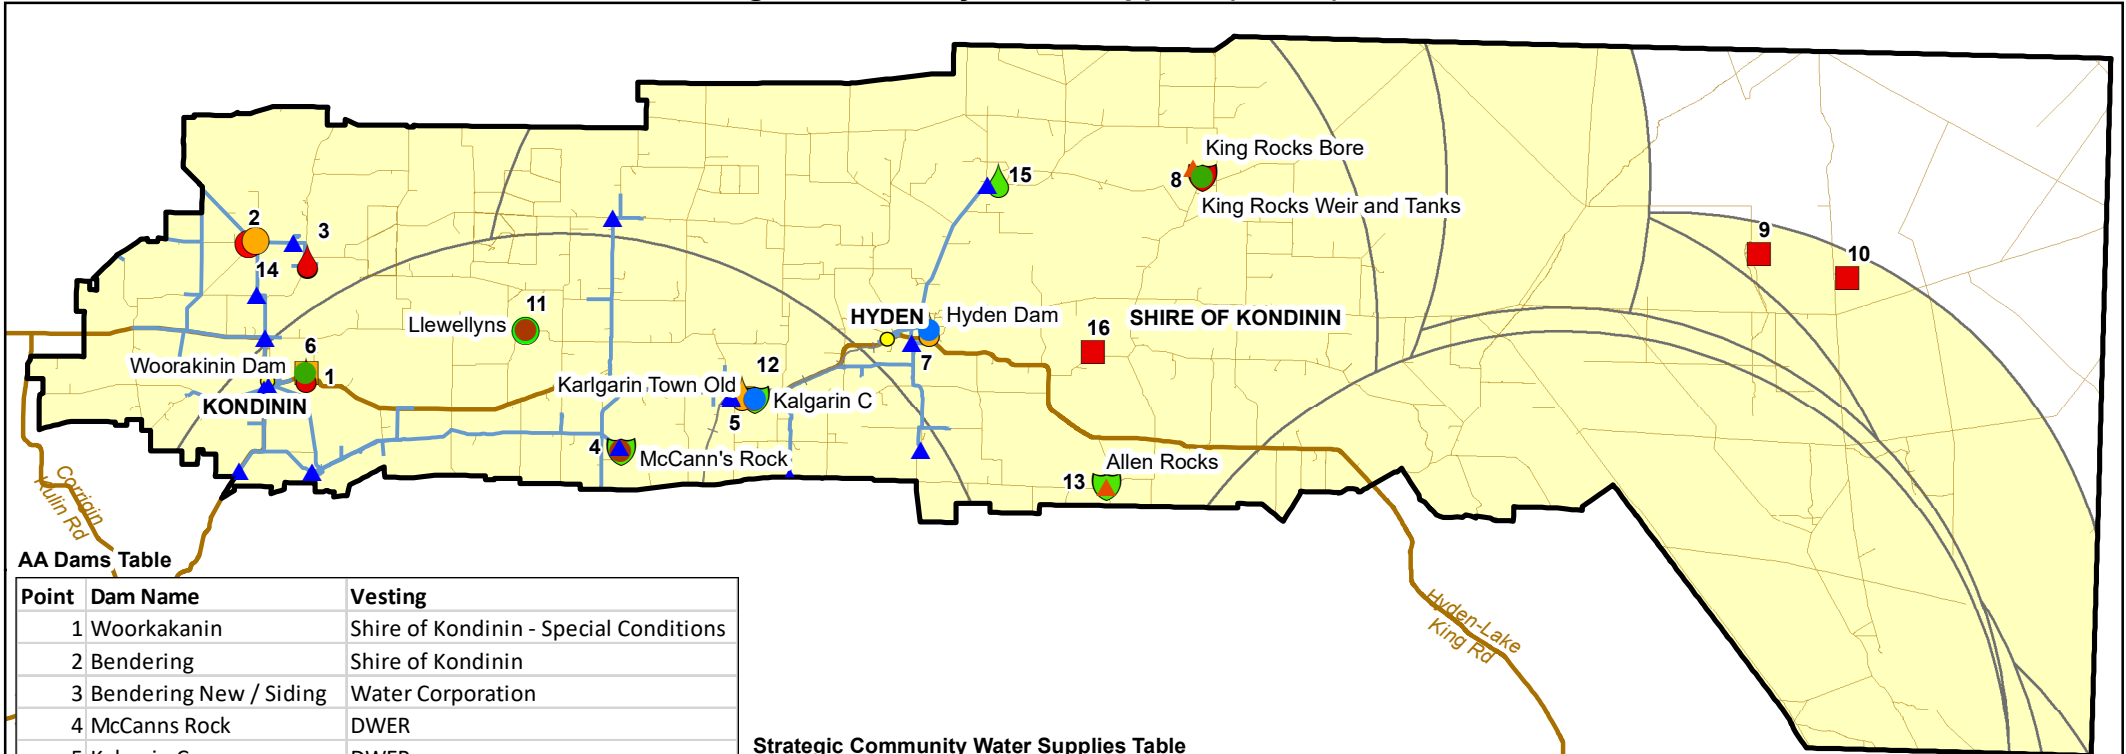 King Rocks Bore
15
8
King Rocks Weir and Tanks
2
3
9
10
14
11
HYDEN
Hyden Dam
SHIRE OF KONDININ
Llewellyns
16
6
7
Woorakinin Dam
1
12
Karlgarin Town Old
Kalgarin C
KONDININ
5
4
McCann's Rock
Allen Rocks
13
Corrigin
Kulin Rd
Hyden-Lake
King Rd
AA Dams Table
Point Dam Name Vesting
1 Woorkakanin Shire of Kondinin - Special Conditions
2 Bendering Shire of Kondinin
3 Bendering New / Siding Water Corporation
4 McCanns Rock DWER
Strategic Community Water Supplies Table